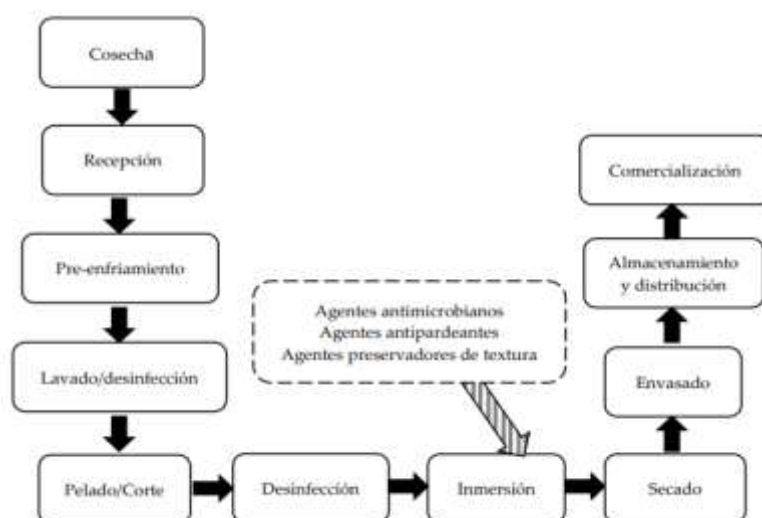 Cosecha
Recepción
Pre-enfriamiento
Lavado/desinfección
Pelado/Corte
Desinfección
Agentes antimicrobianos
Agentes antipardeantes
Agentes preservadores de textura
Inmersión
Secado
Envasado
Almacenamiento
y distribución
Comercialización